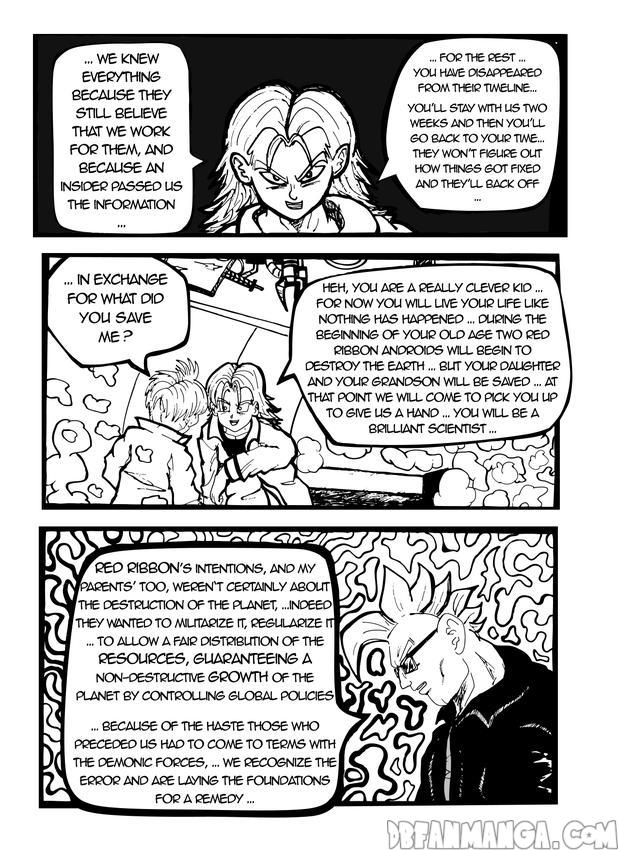 ... WE KNEW
EVERYTHING
BECAUSE THEY
STILL BELIEVE
THAT WE WORK
FOR THEM, AND
BECAUSE AN
INSIDER PASSED US
THE INFORMATION
...
... FOR THE REST ...
YOU HAVE DISAPPEARED
FROM THEIR TIMELINE...
YOU'LL STAY WITH US TWO
WEEKS AND THEN YOU'LL
GO BACK TO YOUR TIME...
THEY WON'T FIGURE OUT
HOW THINGS GOT FIXED
AND THEY'LL BACK OFF
...
... IN EXCHANGE
FOR WHAT DID
YOU SAVE
ME?
HEH, YOU ARE A REALLY CLEVER KID ...
FOR NOW YOU WILL LIVE YOUR LIFE LIKE
NOTHING HAS HAPPENED ... DURING THE
BEGINNING OF YOUR OLD AGE TWO RED
RIBBON ANDROIDS WILL BEGIN TO
DESTROY THE EARTH ... BUT YOUR DAUGHTER
AND YOUR GRANDSON WILL BE SAVED ... AT
THAT POINT WE WILL COME TO PICK YOU UP
TO GIVE US A HAND ... YOU WILL BE A
BRILLIANT SCIENTIST ...
RED RIBBON'S INTENTIONS, AND MY
PARENTS' TOO, WEREN'T CERTAINLY ABOUT
THE DESTRUCTION OF THE PLANET, ...INDEED
THEY WANTED TO MILITARIZE IT, REGULARIZE IT
... TO ALLOW A FAIR DISTRIBUTION OF THE
RESOURCES, GUARANTEEING A
NON-DESTRUCTIVE GROWTH OF THE
PLANET BY CONTROLLING GLOBAL POLICIES
... BECAUSE OF THE HASTE THOSE WHO
PRECEDED US HAD TO COME TO TERMS WITH
THE DEMONIC FORCES, ... WE RECOGNIZE THE
ERROR AND ARE LAYING THE FOUNDATIONS
FOR A REMEDY ...
DBFANMANGA.COM